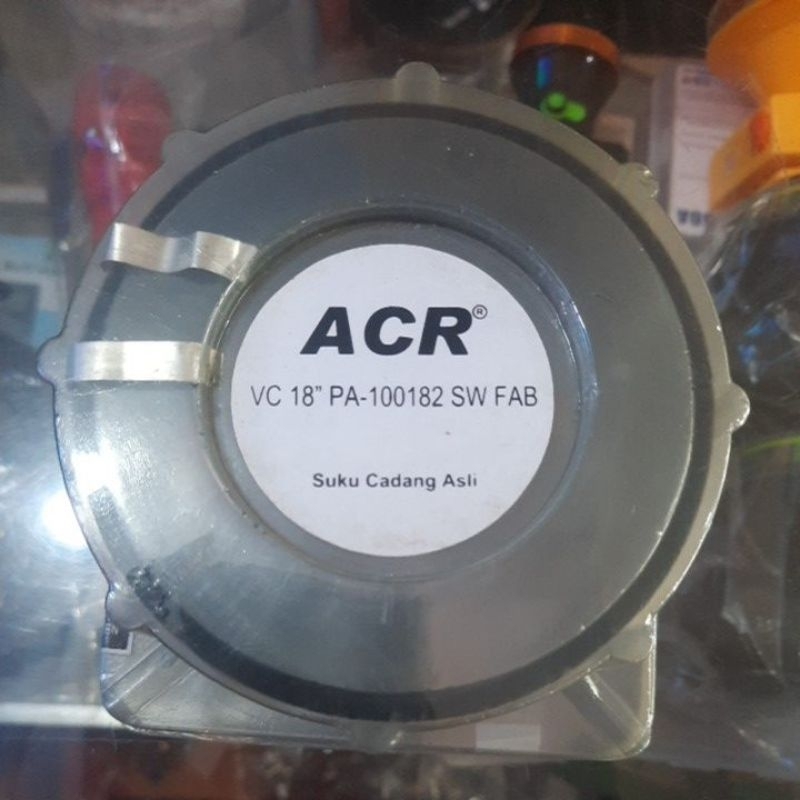 ACR®
VC 18” PA-100182 SW FAB
Suku Cadang Asli